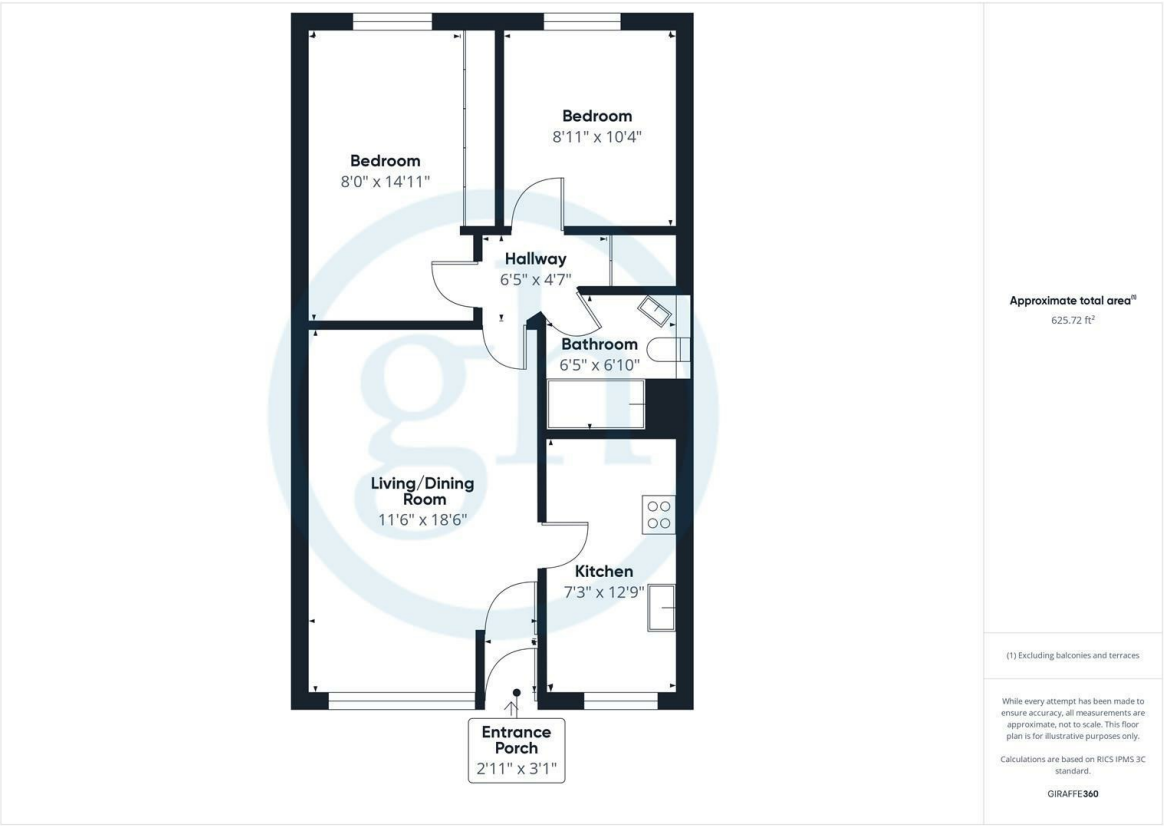 Bedroom
8'11" x 10'4"
Bedroom
8'0" x 14'11"
Hallway
6'5" x 4'7"
Bathroom
6'5" x 6'10"
Living/Dining
Room
11'6" x 18'6"
Kitchen
7'3" x 12'9"
Entrance
Porch
2'11" x 3'1"
gh
Approximate total area(1)
625.72 ft²
(1) Excluding balconies and terraces
While every attempt has been made to
ensure accuracy, all measurements are
approximate, not to scale. This floor
plan is for illustrative purposes only.
Calculations are based on RICS IPMS 3C
standard.
GIRAFFE360